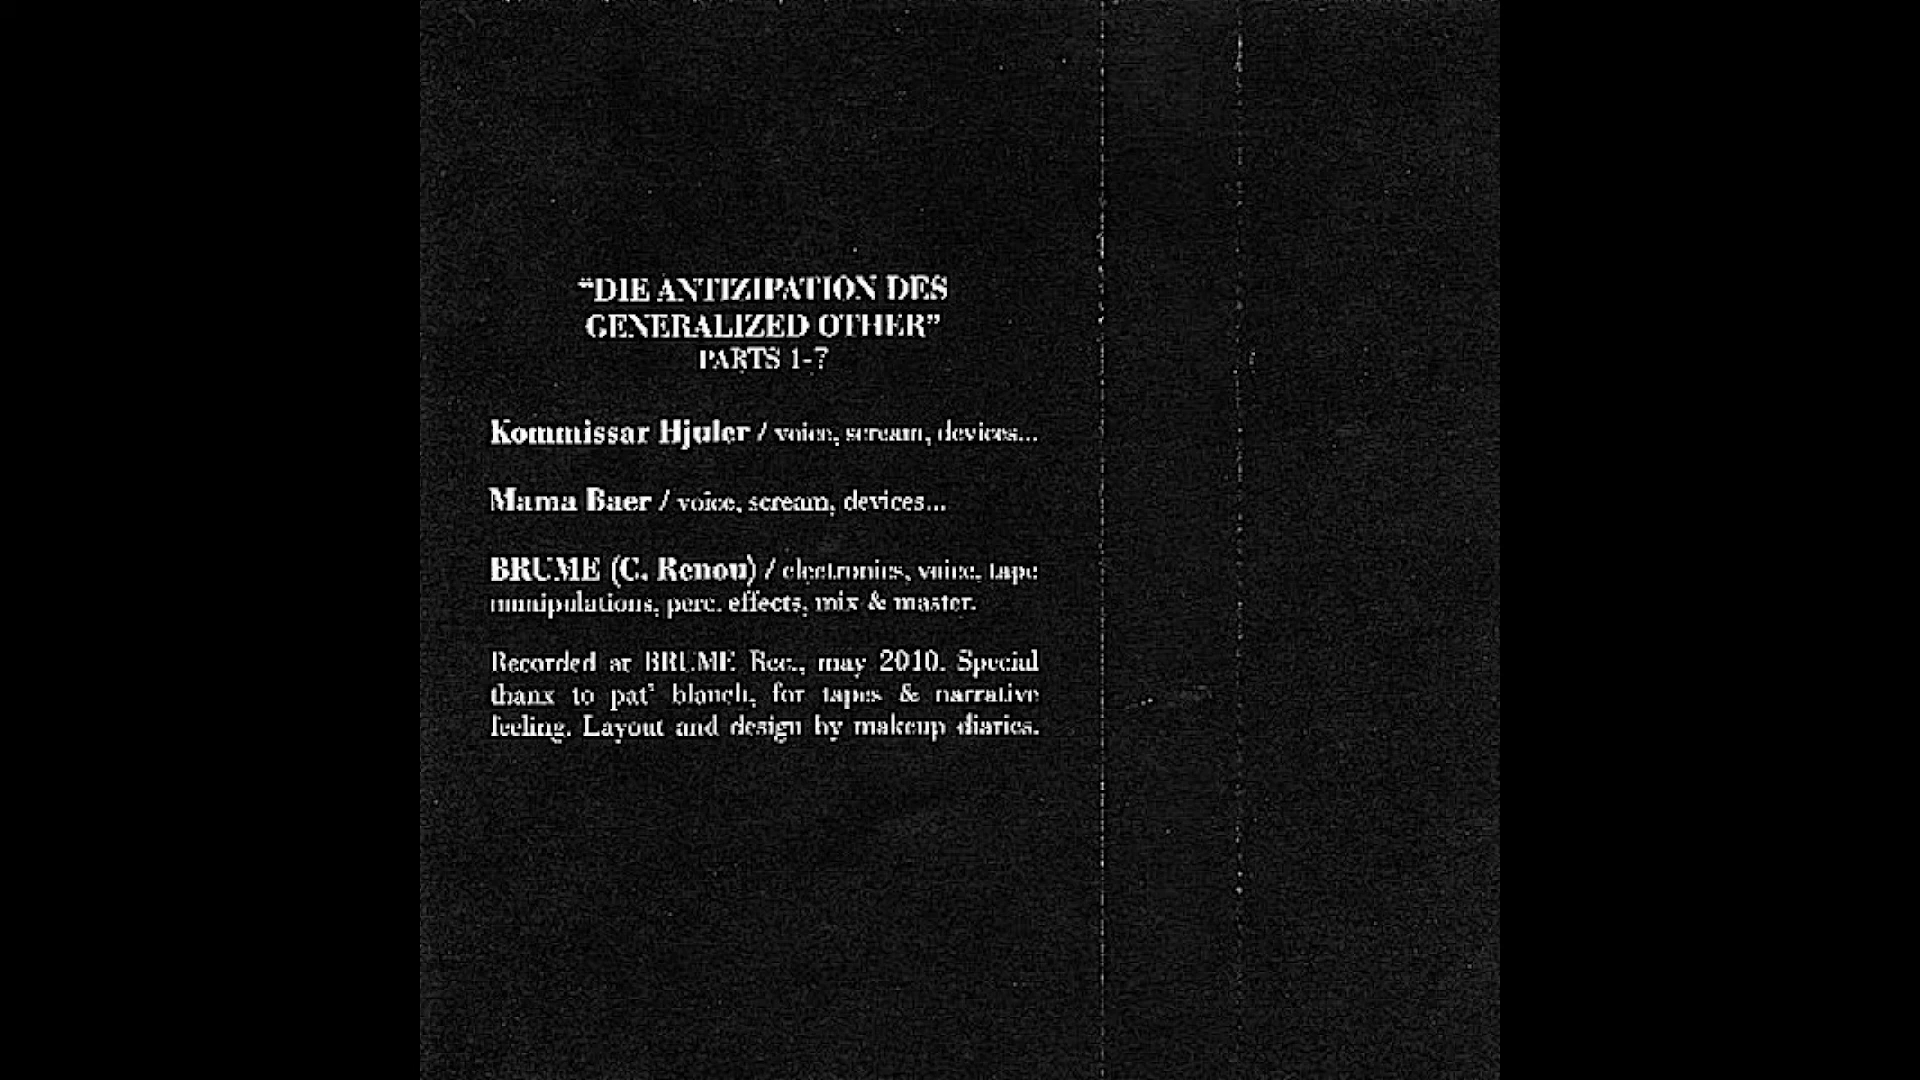 "DIE ANTIZIPATION DES
GENERALIZED OTHER"
PARTS 1-7
Kommissar Hjuler / voice, scream, devices...
Mama Baer / voice, scream, devices...
BRUME (C. Renou) / electronics, voice, tape
manipulations, perc. effects, mix & master.
Recorded at BRUME Rec., may 2010. Special
thanx to pat' blanch, for tapes & narrative
feeling. Layout and design by makeup diaries.